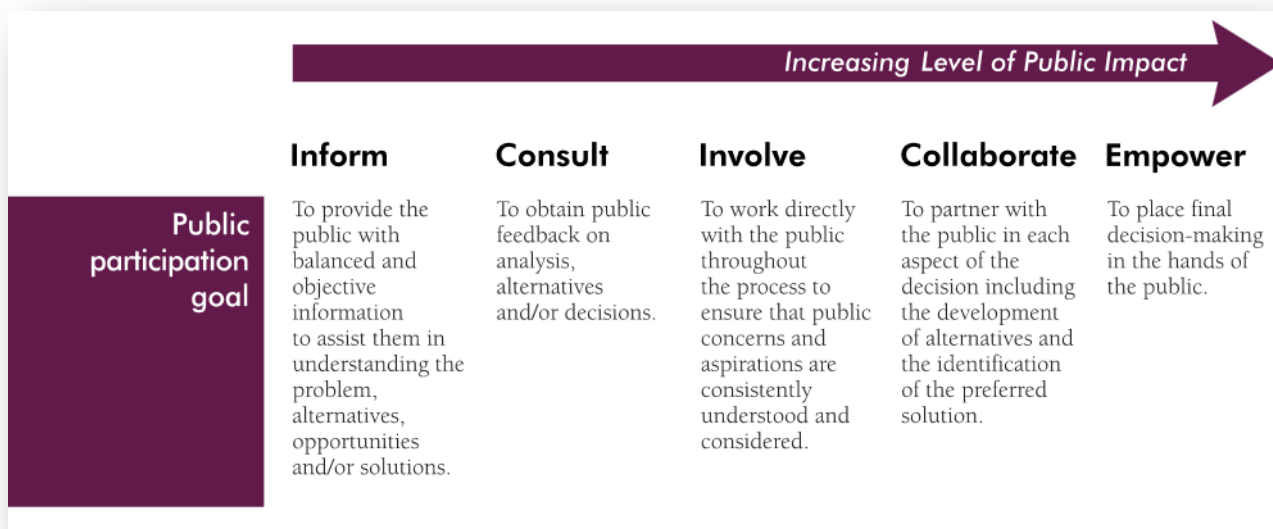 Increasing Level of Public Impact
Inform
To provide the
public with
balanced and
objective
information
to assist them in
understanding the
problem,
alternatives,
opportunities
and/or solutions.
Consult
To obtain public
feedback on
analysis,
alternatives
and/or decisions.
Involve
To work directly
with the public
throughout
the process to
ensure that public
concerns and
aspirations are
consistently
understood and
considered.
Collaborate
To partner with
the public in each
aspect of the
decision including
the development
of alternatives and
the identification
of the preferred
solution.
Empower
To place final
decision-making
in the hands of
the public.
Public
participation
goal